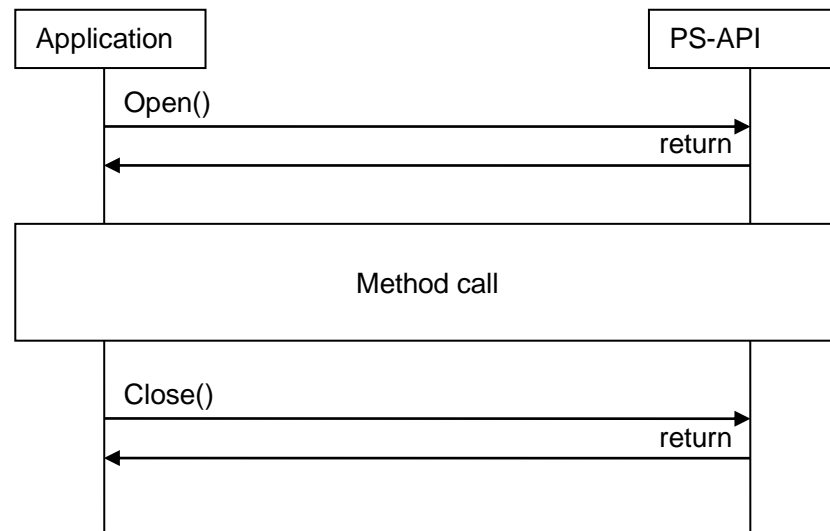 Application
PS-API
Open()
return
Method call
Close()
return